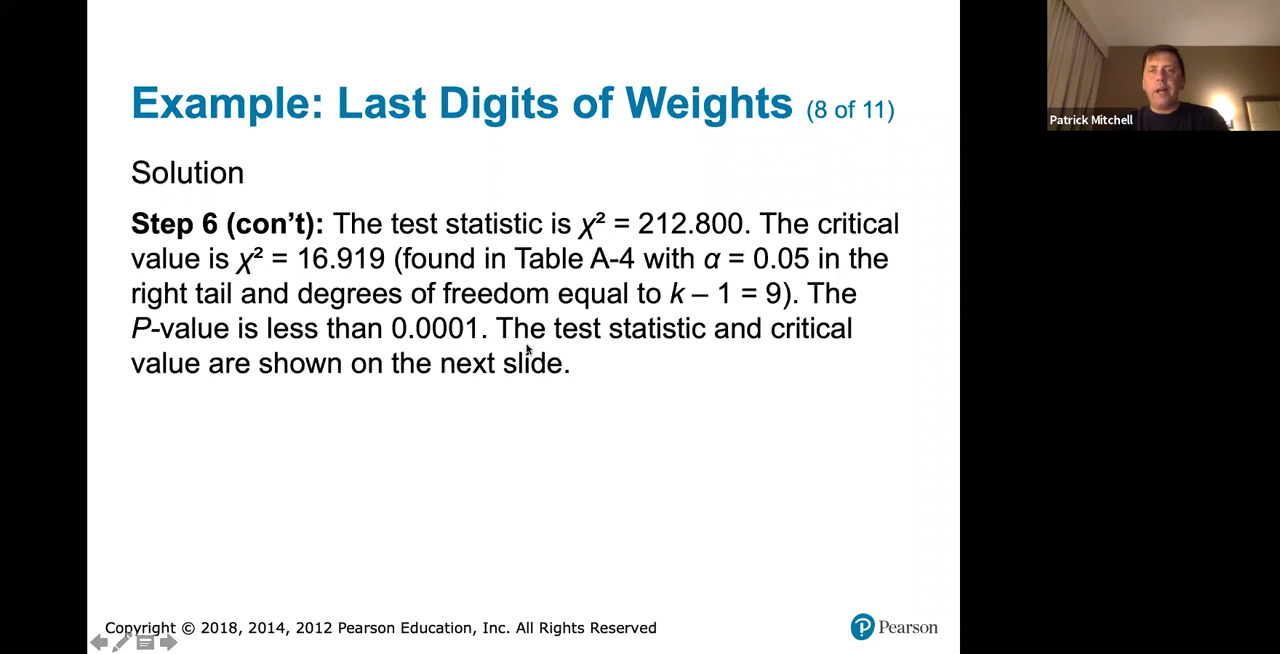 Example: Last Digits of Weights (8 of 11)
Patrick Mitchell
Solution
Step 6 (con’t): The test statistic is χ² = 212.800. The critical
value is χ² = 16.919 (found in Table A-4 with α = 0.05 in the
right tail and degrees of freedom equal to k – 1 = 9). The
P-value is less than 0.0001. The test statistic and critical
value are shown on the next slide.
Copyright © 2018, 2014, 2012 Pearson Education, Inc. All Rights Reserved
P Pearson